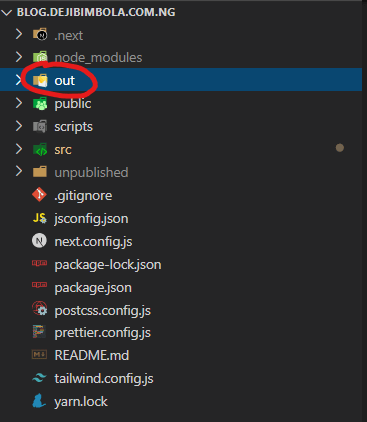 BLOG.DEJIBIMBOLA.COM.NG
.next
node_modules
out
public
scripts
src
unpublished
.gitignore
JS jsconfig.json
N next.config.js
package-lock.json
package.json
postcss.config.js
prettier.config.js
README.md
tailwind.config.js
yarn.lock